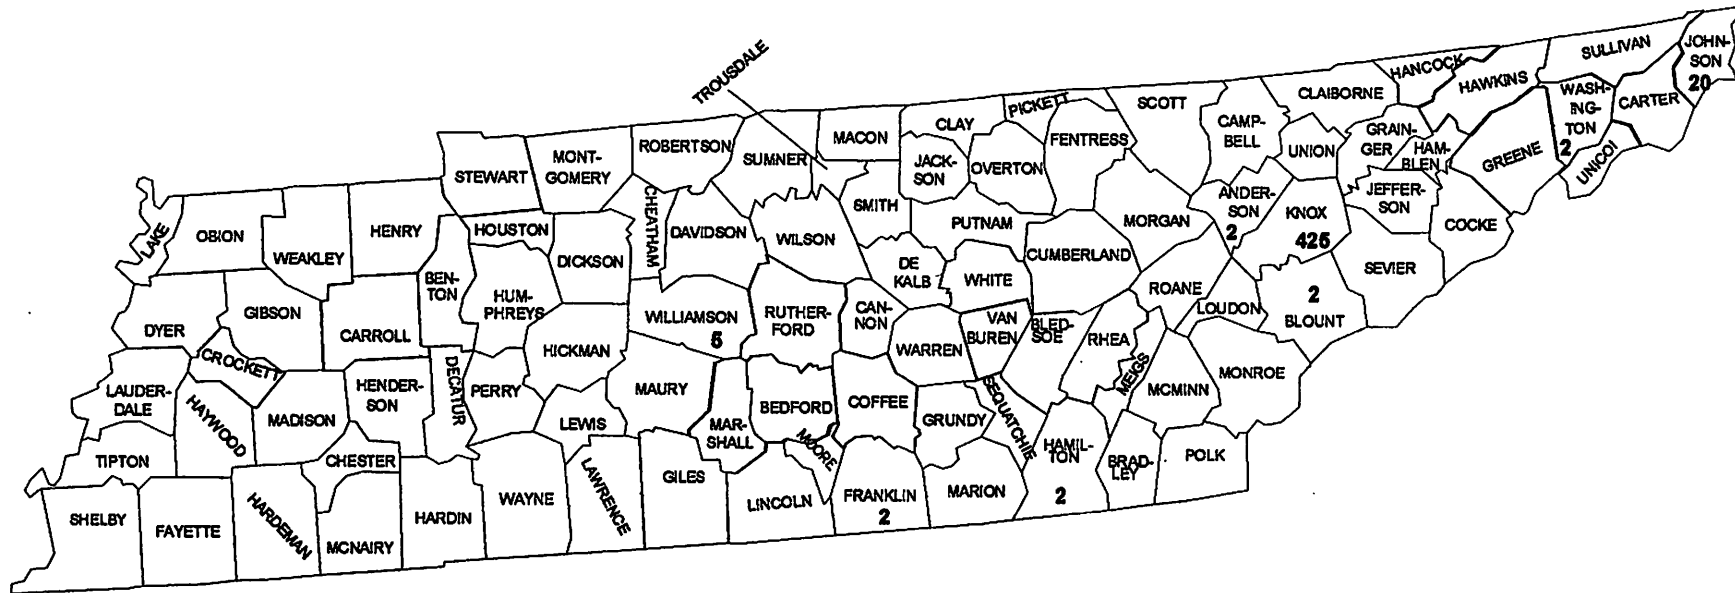 TROUSDALE
JOHN-
SON
20
SULLIVAN
HANCOCK
HAWKINS
WASH-
ING-
TON
2
CARTER
UNICOI
CLAIBORNE
GRAIN-
GER
HAM-
BLEN
GREENE
PICKETT
SCOTT
CAMP-
BELL
UNION
JEFFER-
SON
COCKE
CLAY
FENTRESS
MACON
JACK-
SON
OVERTON
ROBERTSON
SUMNER
MONT-
GOMERY
STEWART
ANDER-
SON
2
KNOX
425
SEVIER
SMITH
PUTNAM
MORGAN
CUMBERLAND
CHEATHAM
DAVIDSON
WILSON
HOUSTON
DICKSON
HENRY
WEAKLEY
OBION
LAKE
DE
KALB
WHITE
ROANE
LOUDON
2
BLOUNT
BEN-
TON
HUM-
PHREYS
WILLIAMSON
5
RUTHER-
FORD
CAN-
NON
WARREN
VAN
BUREN
BLED-
SOE
RHEA
MEIGS
MCMINN
MONROE
DYER
GIBSON
CARROLL
CROCKETT
HICKMAN
PERRY
DECATUR
HENDER-
SON
MADISON
HAYWOOD
LAUDER-
DALE
MAURY
LEWIS
MAR-
SHALL
BEDFORD
MOORE
COFFEE
GRUNDY
SEQUATCHIE
HAMIL-
TON
2
BRAD-
LEY
POLK
TIPTON
CHESTER
SHELBY
FAYETTE
HARDEMAN
MCNAIRY
HARDIN
WAYNE
LAWRENCE
GILES
LINCOLN
FRANKLIN
2
MARION